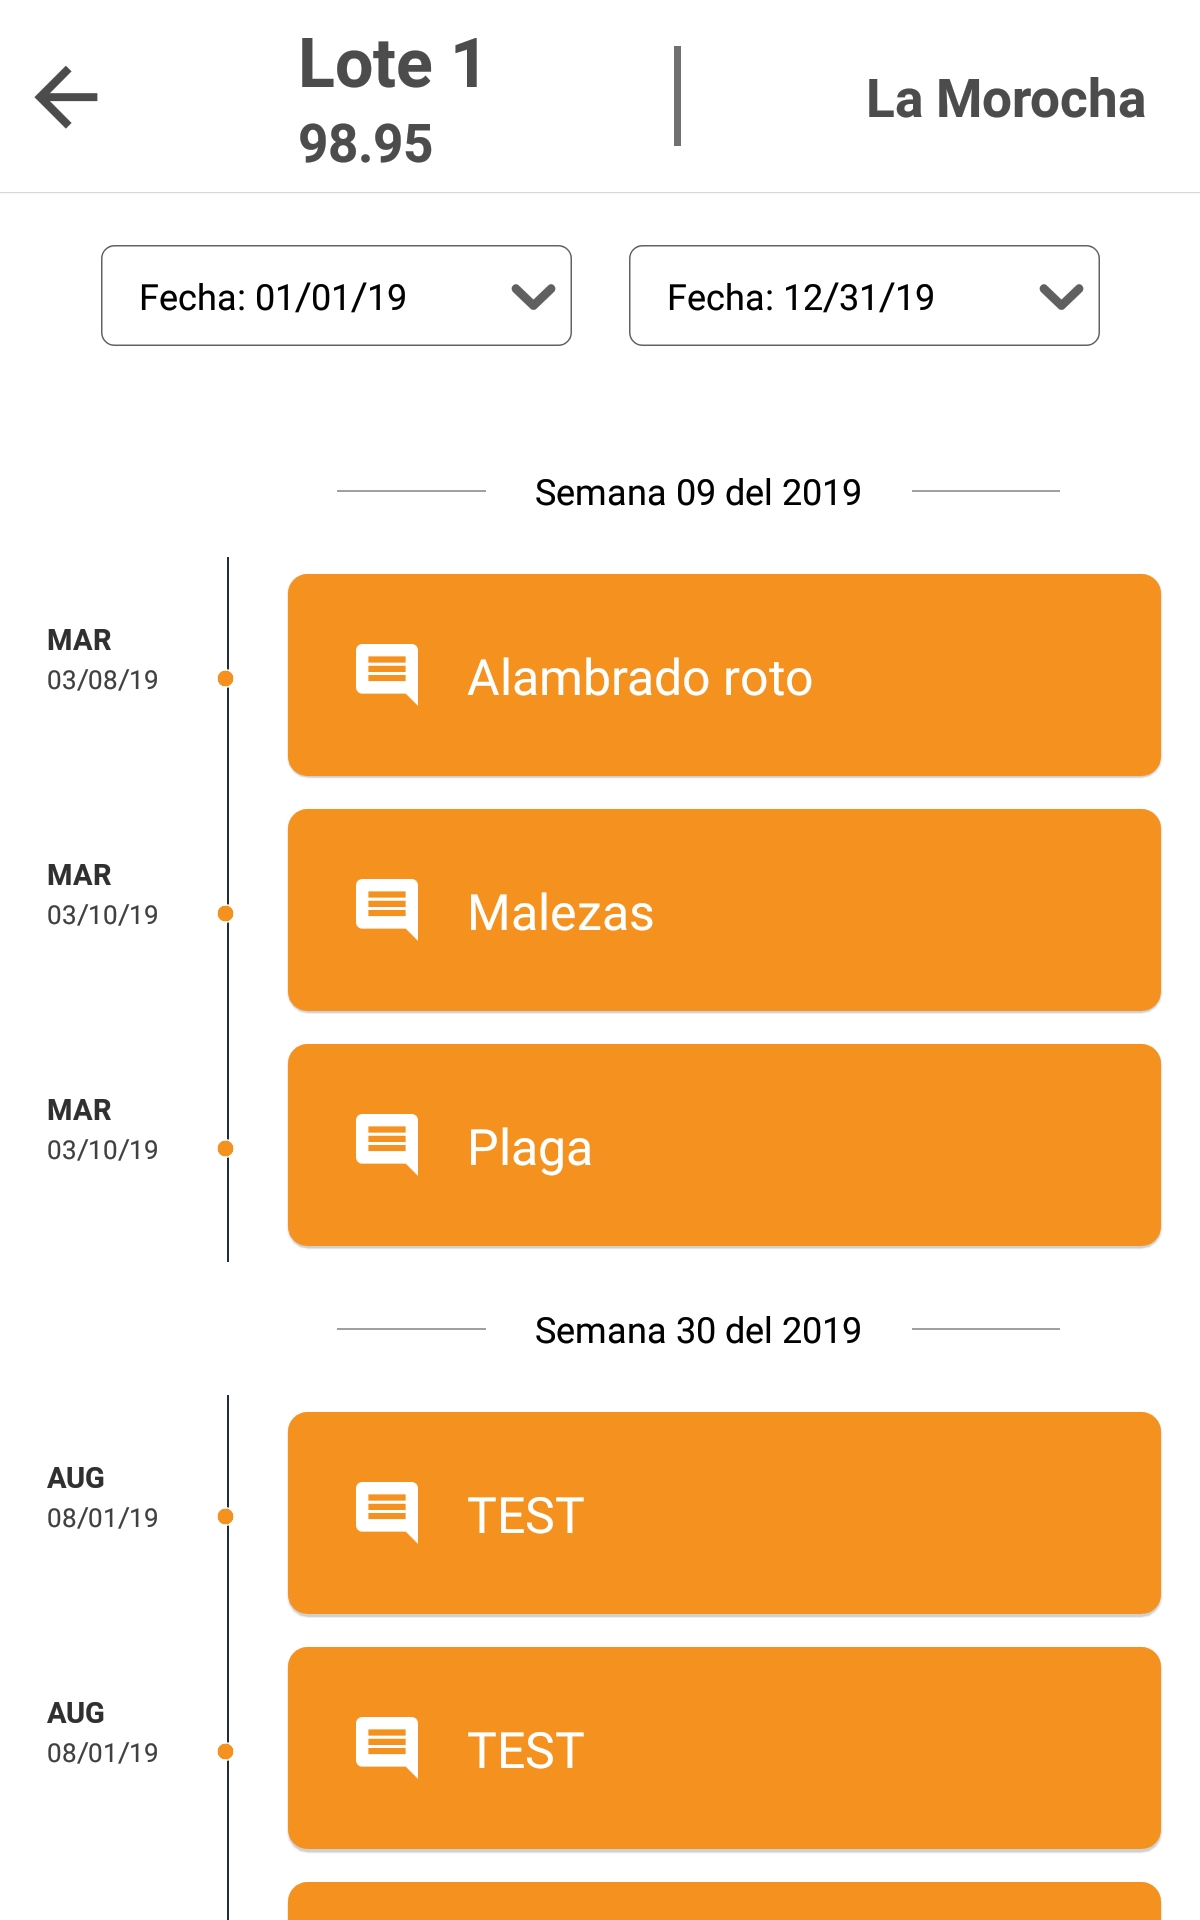 Lote 1
98.95
La Morocha
Fecha: 01/01/19
Fecha: 12/31/19
Semana 09 del 2019
MAR
03/08/19
Alambrado roto
MAR
03/10/19
Malezas
MAR
03/10/19
Plaga
Semana 30 del 2019
AUG
08/01/19
TEST
AUG
08/01/19
TEST